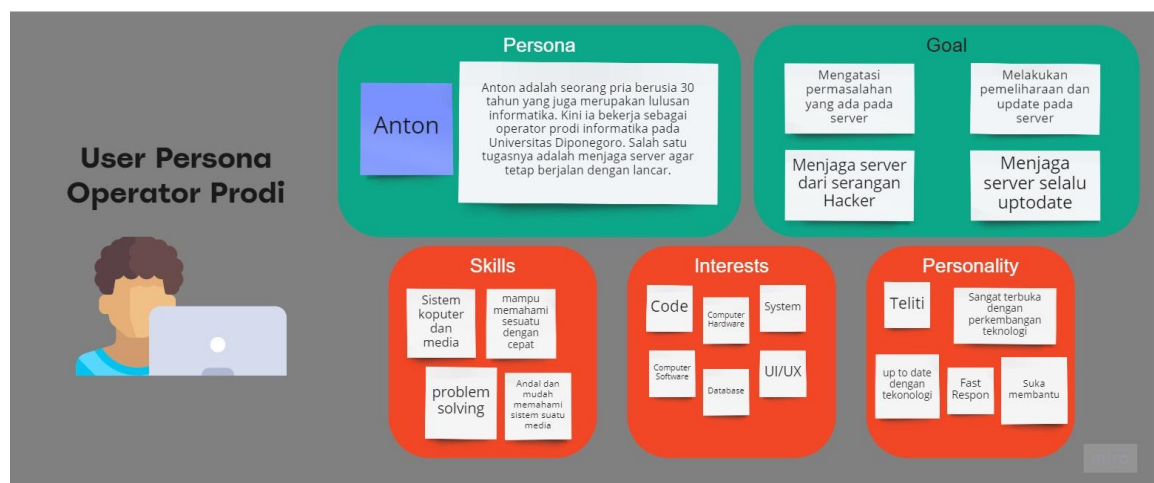 User Persona
Operator Prodi
Persona
Anton
Anton adalah seorang pria berusia 30
tahun yang juga merupakan lulusan
informatika. Kini ia bekerja sebagai
operator prodi informatika pada
Universitas Diponegoro. Salah satu
tugasnya adalah menjaga server agar
tetap berjalan dengan lancar.
Goal
Mengatasi
permasalahan
yang ada pada
server
Melakukan
pemeliharaan dan
update pada
server
Menjaga server
dari serangan
Hacker
Menjaga
server selalu
uptodate
Skills
Sistem
koputer
dan
media
mampu
memahami
sesuatu
dengan
cepat
problem
solving
Andal dan
mudah
memahami
sistem suatu
media
Interests
Code
Computer
Hardware
System
Computer
Software
Database
UI/UX
Personality
Teliti
Sangat terbuka
dengan
perkembangan
teknologi
up to date
dengan
tekonologi
Fast
Respon
Suka
membantu
miro